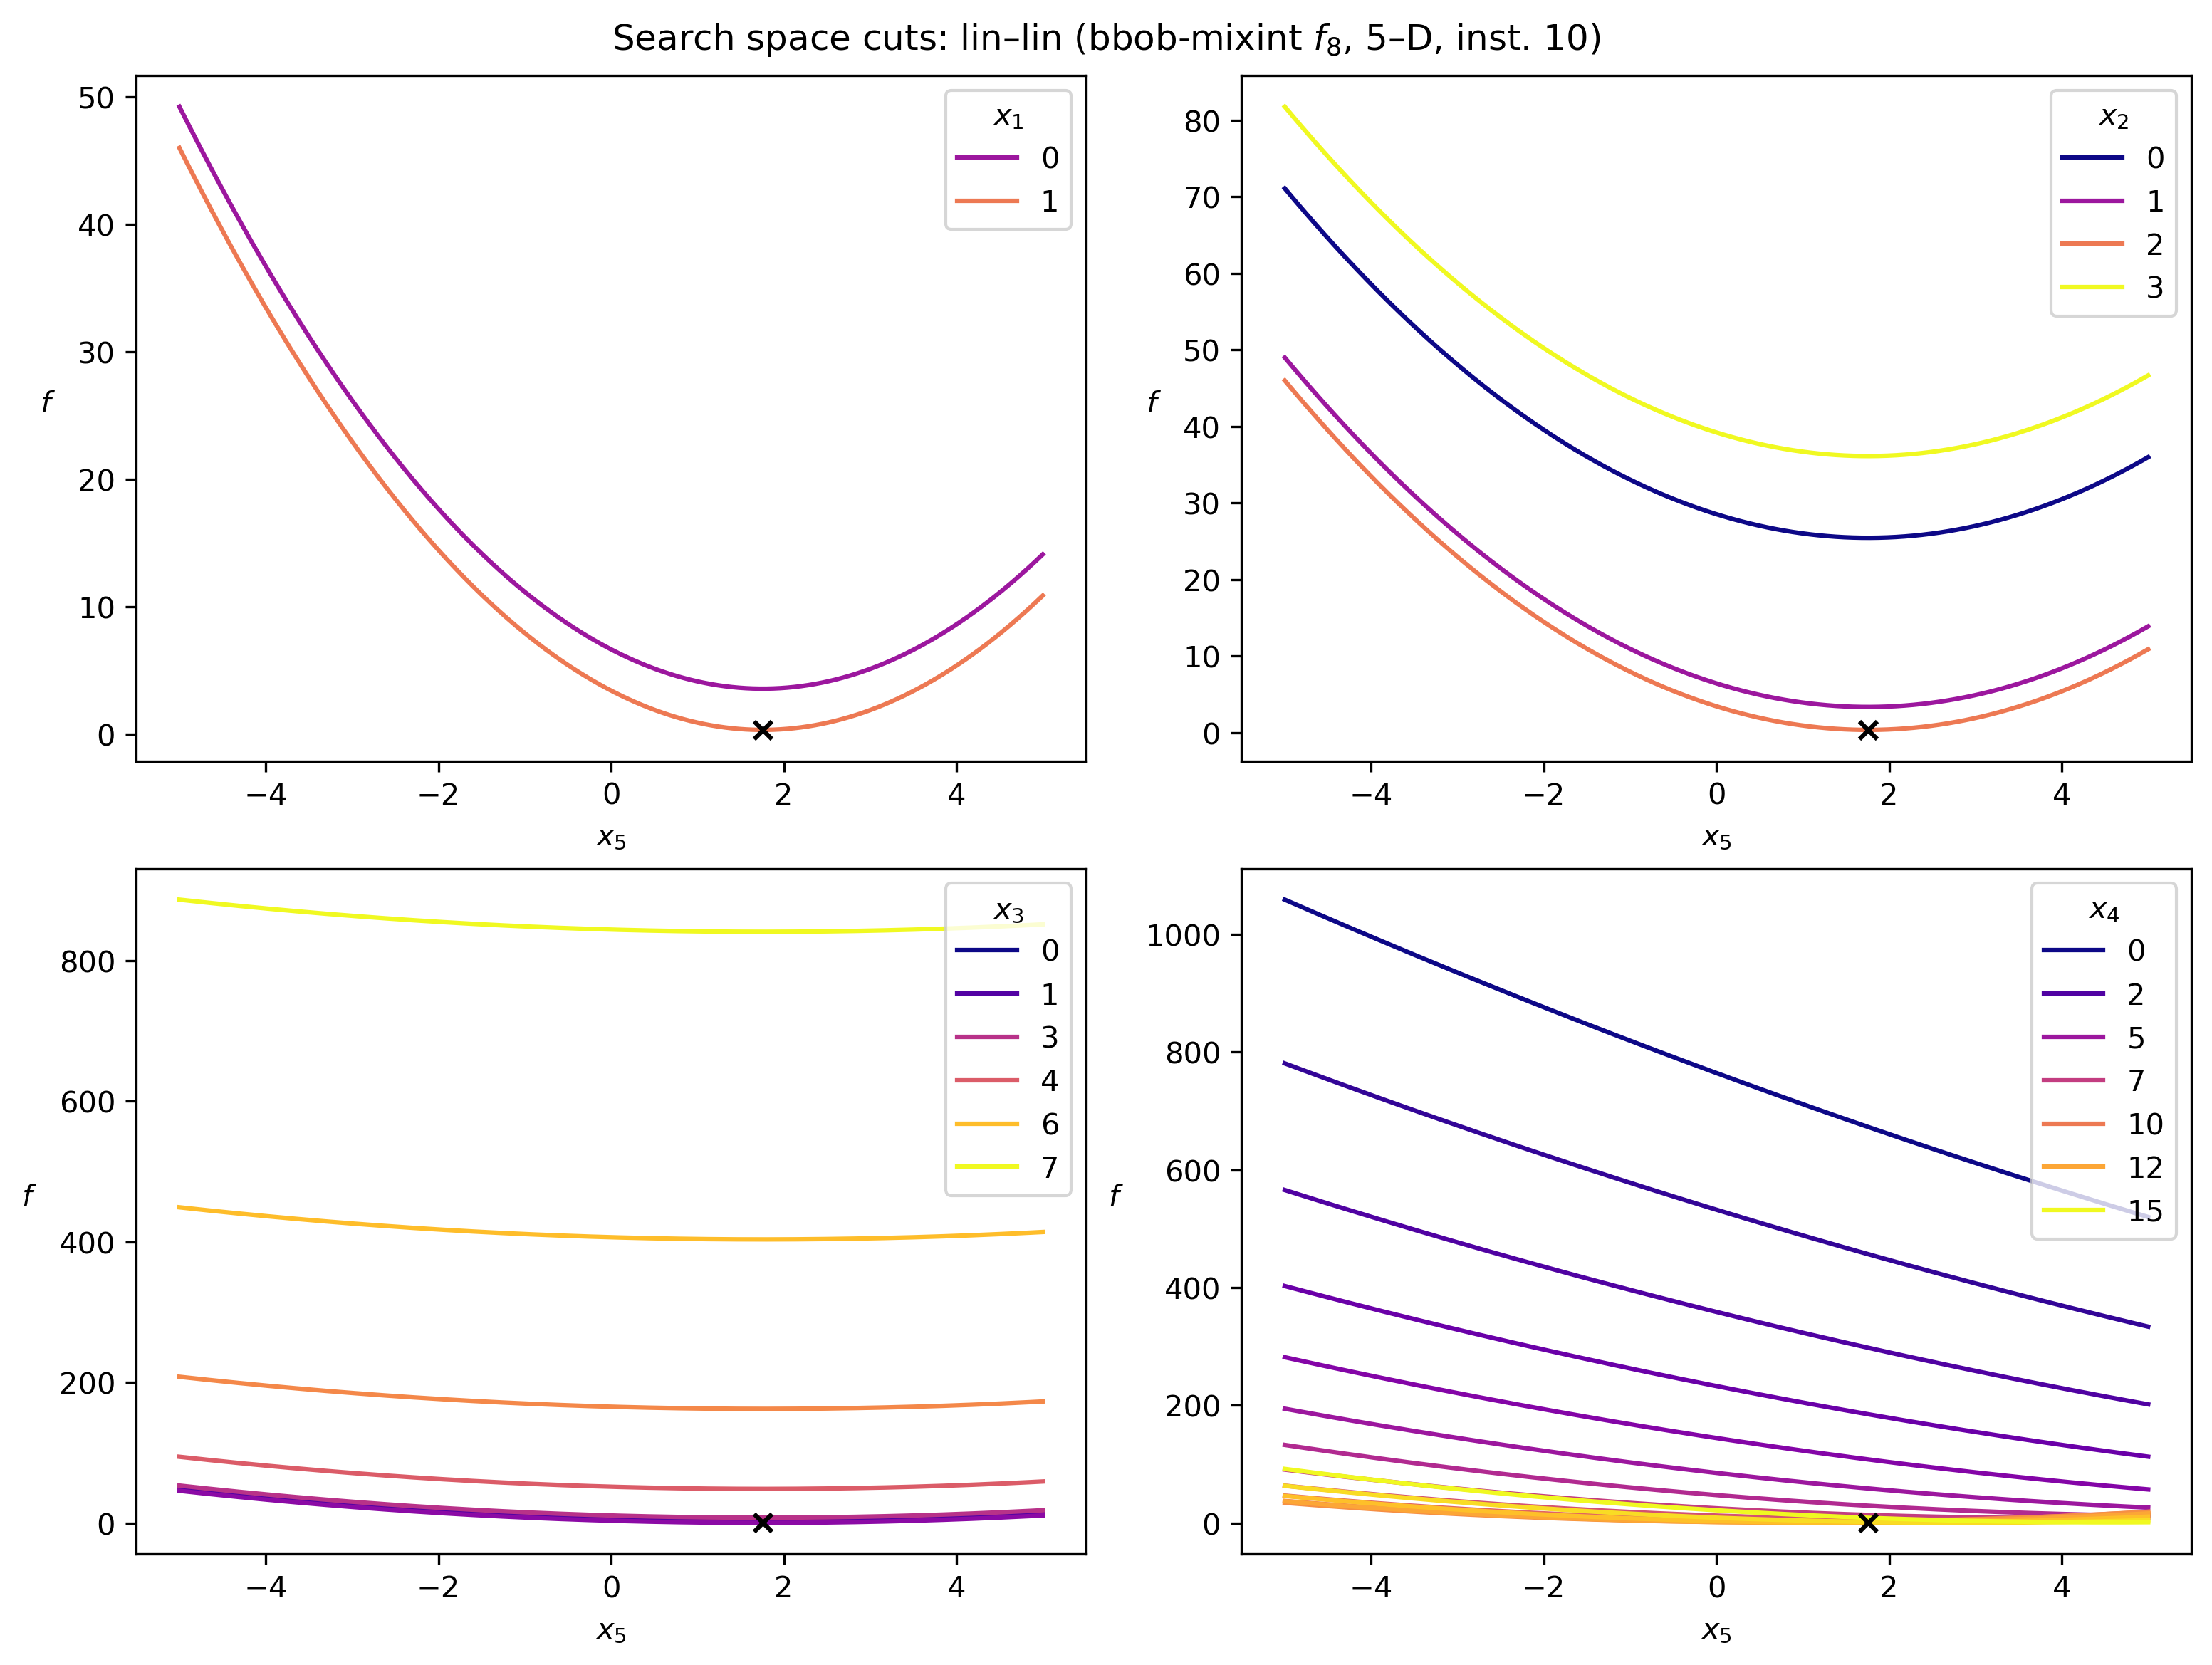 Search space cuts: lin–lin (bbob-mixint f₈, 5–D, inst. 10)
50
40
30
20
10
0
f
−4 −2 0 2 4
x₅
x₁
0
1
80
70
60
50
40
30
20
10
0
f
−4 −2 0 2 4
x₅
x₂
0
1
2
3
800
600
400
200
0
f
−4 −2 0 2 4
x₅
x₃
0
1
3
4
6
7
1000
800
600
400
200
0
f
−4 −2 0 2 4
x₅
x₄
0
2
5
7
10
12
15